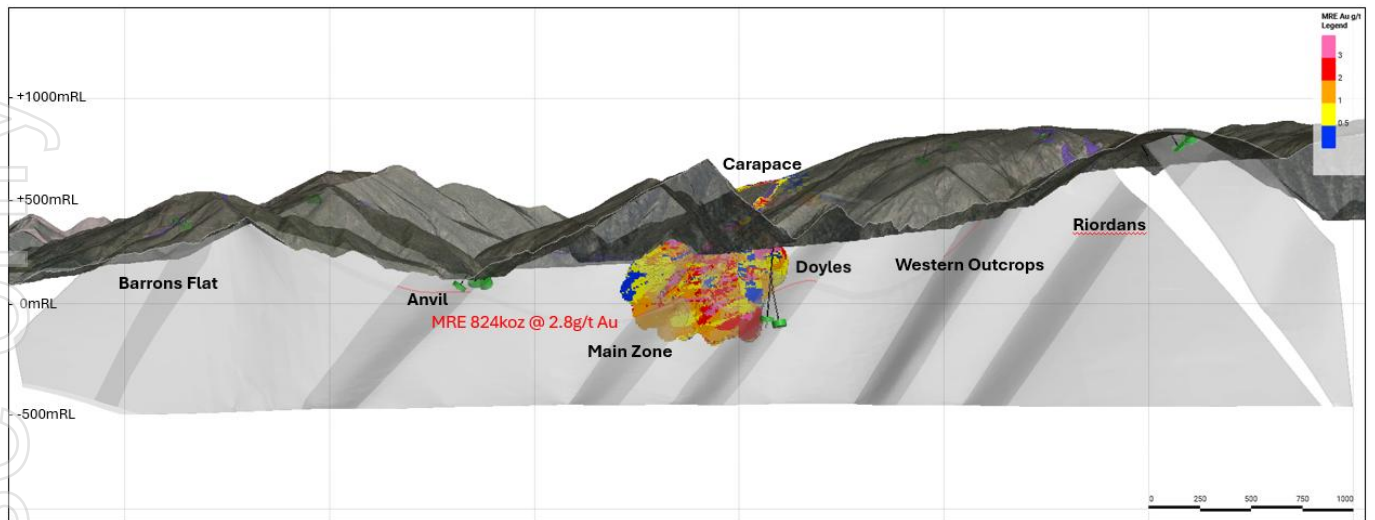 MRE Au g/t
Legend
3
2
1
0.5
+1000mRL
Carapace
+500mRL
Riordans
Doyles
Western Outcrops
Barrons Flat
Anvil
0mRL
MRE 824koz @ 2.8g/t Au
Main Zone
-500mRL
0 250 500 750 1000